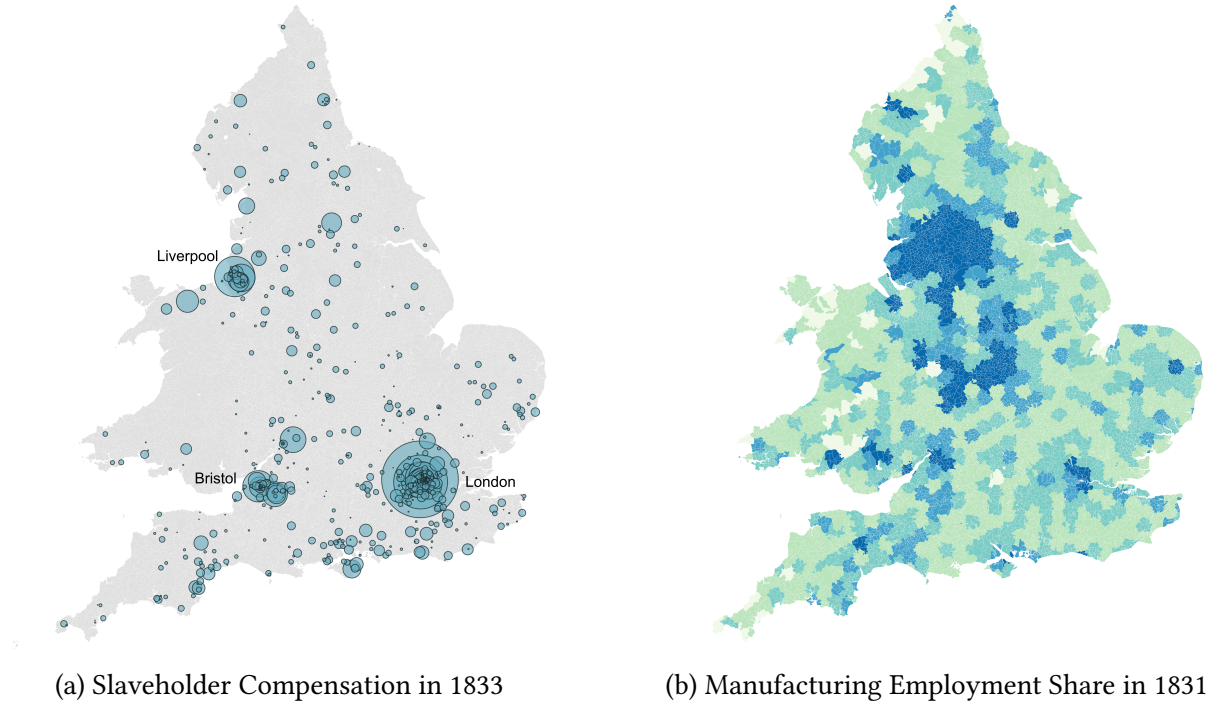 Liverpool
Bristol
London
(a) Slaveholder Compensation in 1833
(b) Manufacturing Employment Share in 1831